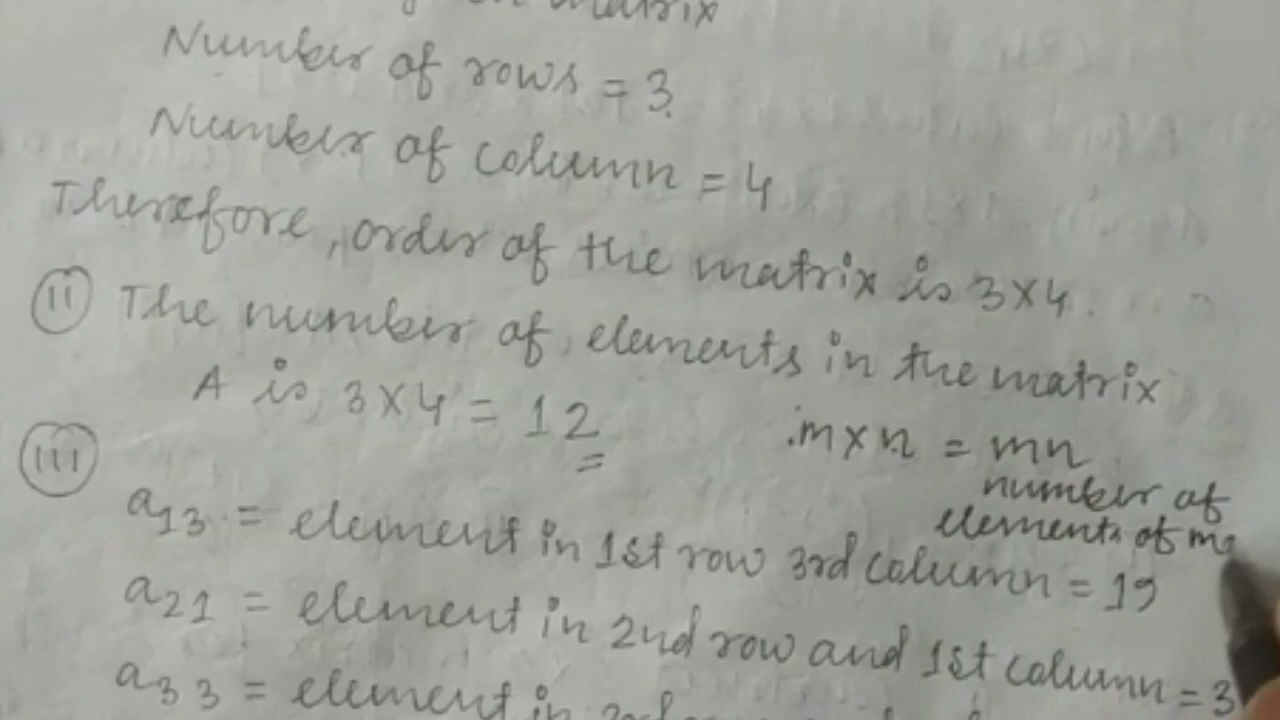 matrix
Number of rows = 3.
Number of column = 4
Therefore, order of the matrix is 3×4.
(ii) The number of elements in the matrix
A is 3×4 = 12
m×n = mn
number of
elements of
(iii)
a13 = element in 1st row 3rd column = 19
a21 = element in 2nd row and 1st column = 3
a33 = element in